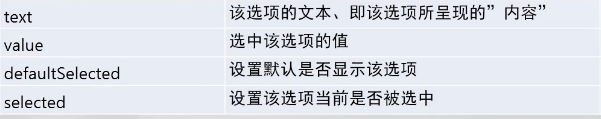 text 该选项的文本、即该选项所呈现的”内容”
value 选中该选项的值
defaultSelected 设置默认是否显示该选项
selected 设置该选项当前是否被选中